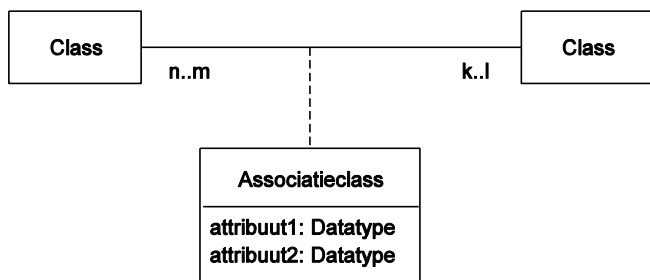 Class
Class
n..m
k..l
Associatieclass
attribuut1: Datatype
attribuut2: Datatype